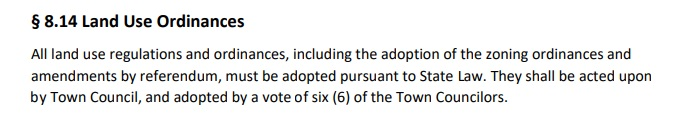 § 8.14 Land Use Ordinances
All land use regulations and ordinances, including the adoption of the zoning ordinances and
amendments by referendum, must be adopted pursuant to State Law. They shall be acted upon
by Town Council, and adopted by a vote of six (6) of the Town Councilors.